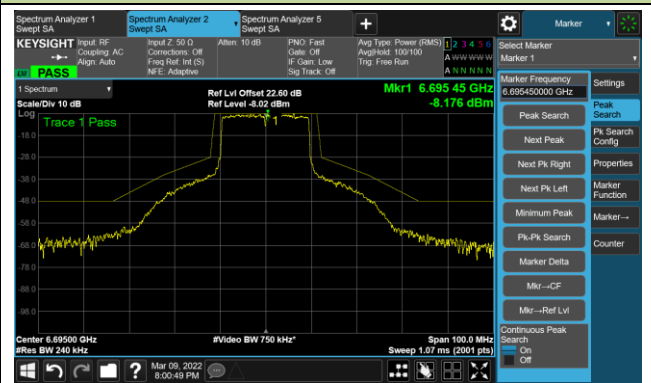 Spectrum Analyzer 1
Swept SA
Spectrum Analyzer 2
Swept SA
Spectrum Analyzer 5
Swept SA
+
Marker
KEYSIGHT
Input: RF
Coupling: AC
Align: Auto
Input Z: 50 Ω
Corrections: Off
Freq Ref: Int (S)
NFE: Adaptive
Atten: 10 dB
PNO: Fast
Gate: Off
IF Gain: Low
Sig Track: Off
Avg Type: Power (RMS)
Avg|Hold: 100/100
Trig: Free Run
1 2 3 4 5 6
A W W W W W
A N N N N N
PASS
Select Marker
Marker 1
1 Spectrum
Scale/Div 10 dB
Log
Ref Lvl Offset 22.60 dB
Ref Level -8.02 dBm
Mkr1 6.695 45 GHz
-8.176 dBm
Trace 1 Pass
1
-18.0
-28.0
-38.0
-48.0
-58.0
-68.0
-78.0
-88.0
-98.0
Center 6.69500 GHz
#Res BW 240 kHz
#Video BW 750 kHz*
Span 100.0 MHz
Sweep 1.07 ms (2001 pts)
Marker Frequency
6.695450000 GHz
Peak Search
Next Peak
Next Pk Right
Next Pk Left
Minimum Peak
Pk-Pk Search
Marker Delta
Mkr→CF
Mkr→Ref Lvl
Continuous Peak
Search
On
Off
Settings
Peak
Search
Pk Search
Config
Properties
Marker
Function
Marker→
Counter
?
Mar 09, 2022
8:00:49 PM